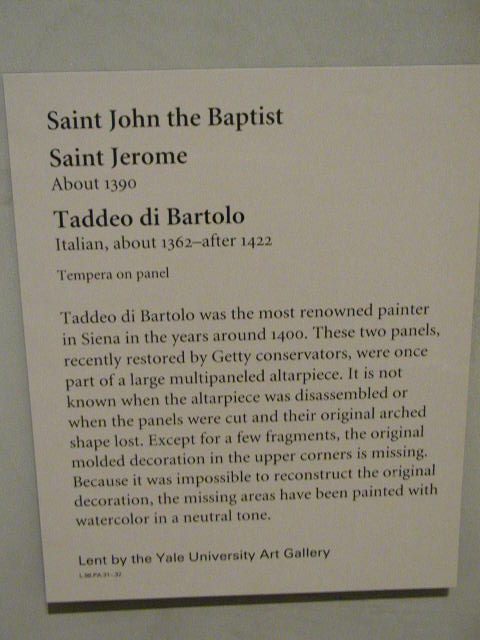 Saint John the Baptist
Saint Jerome
About 1390
Taddeo di Bartolo
Italian, about 1362–after 1422
Tempera on panel
Taddeo di Bartolo was the most renowned painter
in Siena in the years around 1400. These two panels,
recently restored by Getty conservators, were once
part of a large multipaneled altarpiece. It is not
known when the altarpiece was disassembled or
when the panels were cut and their original arched
shape lost. Except for a few fragments, the original
molded decoration in the upper corners is missing.
Because it was impossible to reconstruct the original
decoration, the missing areas have been painted with
watercolor in a neutral tone.
Lent by the Yale University Art Gallery